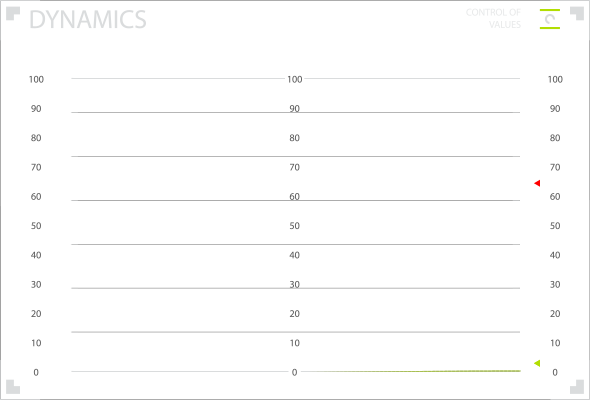 DYNAMICS
CONTROL OF
VALUES
100 100 100
90 90 90
80 80 80
70 70 70
60 60 60
50 50 50
40 40 40
30 30 30
20 20 20
10 10 10
0 0 0